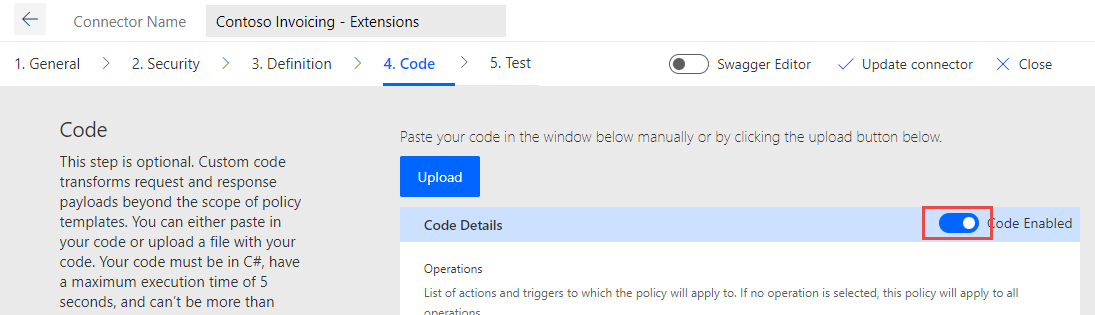 Connector Name
Contoso Invoicing - Extensions
1. General
2. Security
3. Definition
4. Code
5. Test
Swagger Editor
Update connector
Close
Code
This step is optional. Custom code
transforms request and response
payloads beyond the scope of policy
templates. You can either paste in
your code or upload a file with your
code. Your code must be in C#, have
a maximum execution time of 5
seconds, and can't be more than
Paste your code in the window below manually or by clicking the upload button below.
Upload
Code Details
Code Enabled
Operations
List of actions and triggers to which the policy will apply to. If no operation is selected, this policy will apply to all
operations.